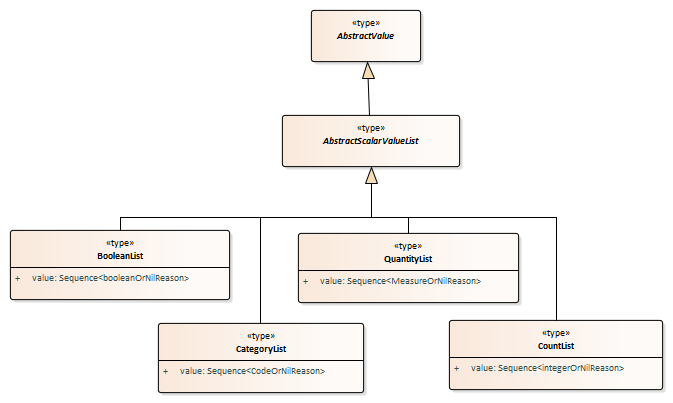 «type»
AbstractValue
«type»
AbstractScalarValueList
«type»
BooleanList
+ value: Sequence<booleanOrNilReason>
«type»
QuantityList
+ value: Sequence<MeasureOrNilReason>
«type»
CategoryList
+ value: Sequence<CodeOrNilReason>
«type»
CountList
+ value: Sequence<integerOrNilReason>